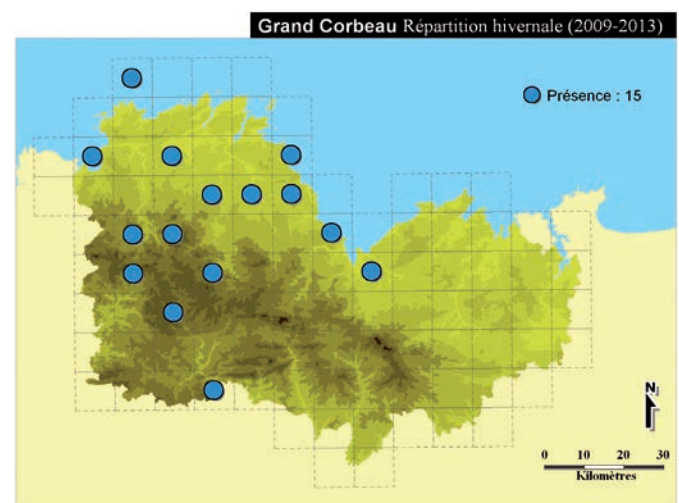 Grand Corbeau Répartition hivernale (2009-2013)
Présence : 15
N
0 10 20 30
Kilomètres